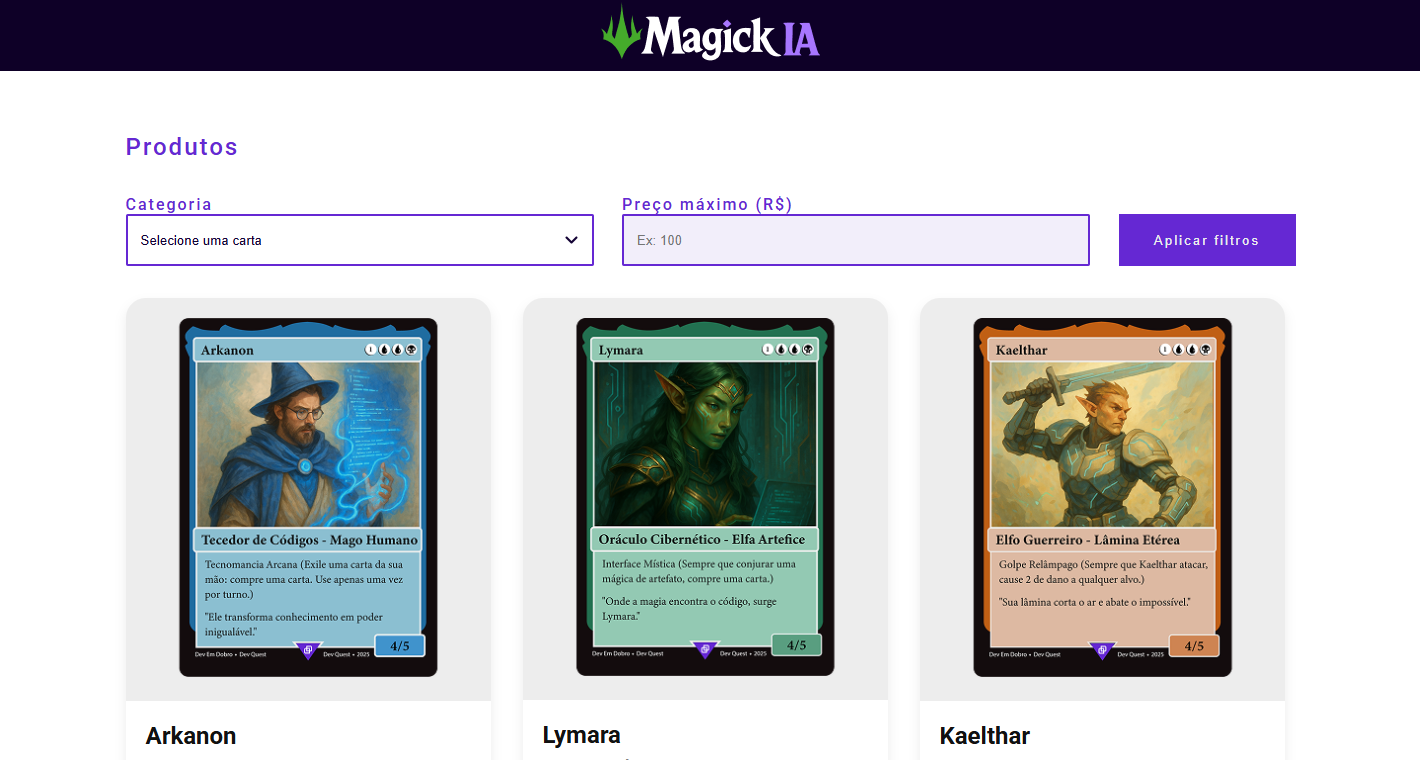 Magick IA
Produtos
Categoria
Preço máximo (R$)
Selecione uma carta
Ex: 100
Aplicar filtros
Arkanon
1
Tecedor de Códigos - Mago Humano
Tecnomancia Arcana (Exile uma carta da sua
mão: compre uma carta. Use apenas uma vez
por turno.)
"Ele transforma conhecimento em poder
inigualável."
4/5
Dev Em Dobro • Dev Quest
Dev Quest • 2025
Lymara
1
Oráculo Cibernético - Elfa Artefice
Interface Mística (Sempre que conjurar uma
mágica de artefato, compre uma carta.)
"Onde a magia encontra o código, surge
Lymara."
4/5
Dev Em Dobro • Dev Quest
Dev Quest • 2025
Kaelthar
1
Elfo Guerreiro - Lâmina Etérea
Golpe Relâmpago (Sempre que Kaelthar atacar,
cause 2 de dano a qualquer alvo.)
"Sua lâmina corta o ar e abate o impossível."
4/5
Dev Em Dobro • Dev Quest
Dev Quest • 2025
Arkanon
Lymara
Kaelthar